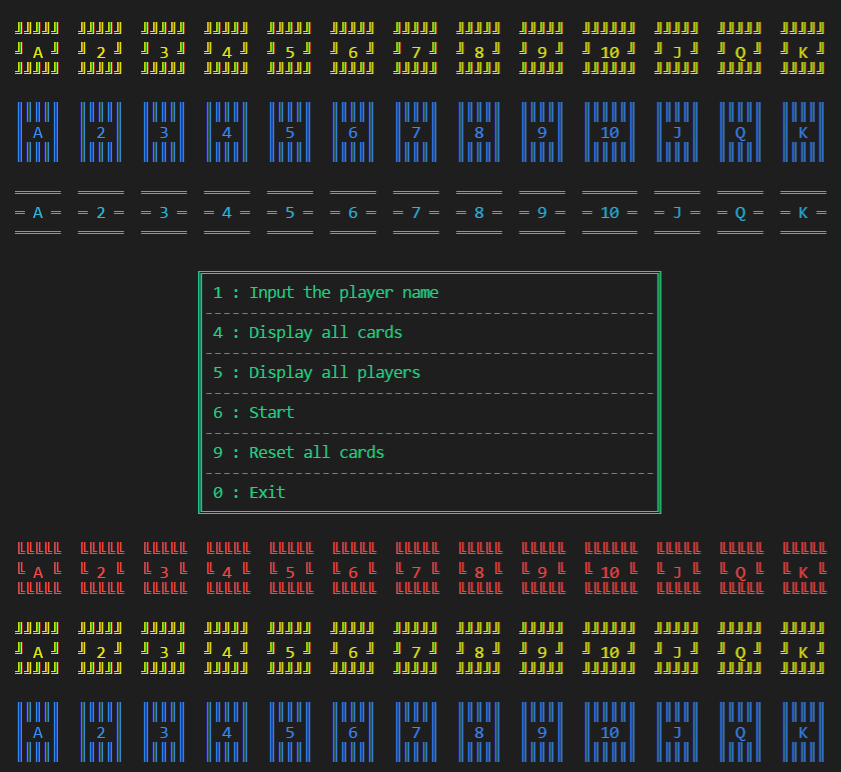 A 2 3 4 5 6 7 8 9 10 J Q K
A 2 3 4 5 6 7 8 9 10 J Q K
= A = = 2 = = 3 = = 4 = = 5 = = 6 = = 7 = = 8 = = 9 = = 10 = = J = = Q = = K =
1 : Input the player name
4 : Display all cards
5 : Display all players
6 : Start
9 : Reset all cards
0 : Exit
A 2 3 4 5 6 7 8 9 10 J Q K
A 2 3 4 5 6 7 8 9 10 J Q K
A 2 3 4 5 6 7 8 9 10 J Q K